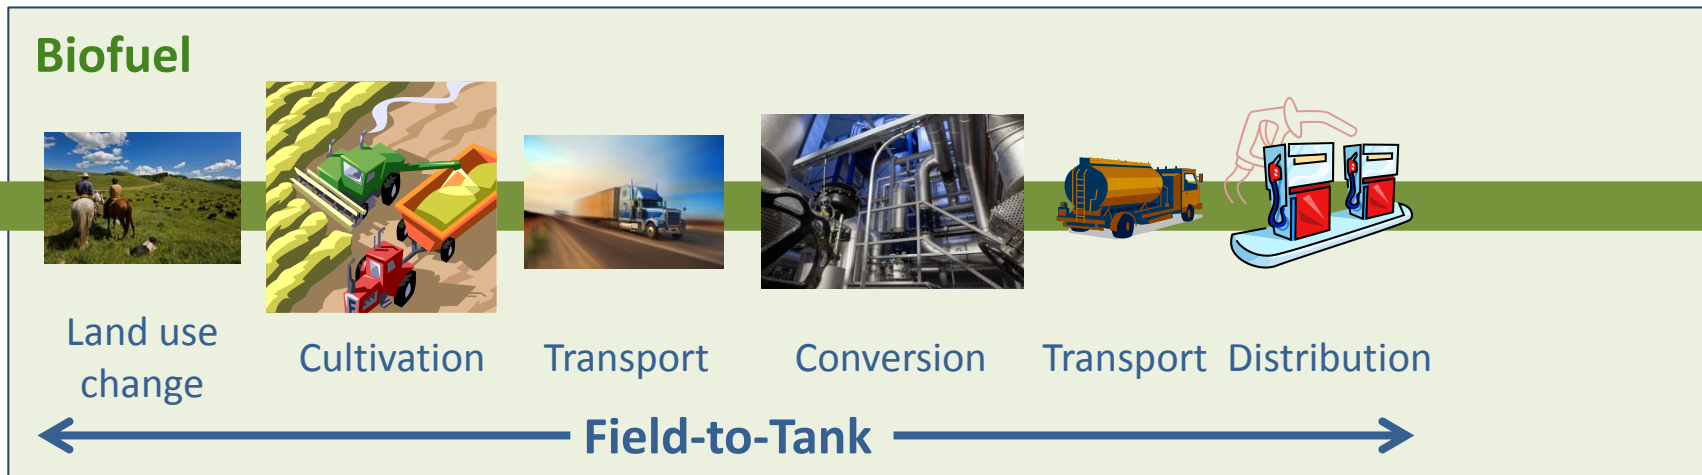 Biofuel
Land use
change
Cultivation
Transport
Conversion
Transport
Distribution
Field-to-Tank